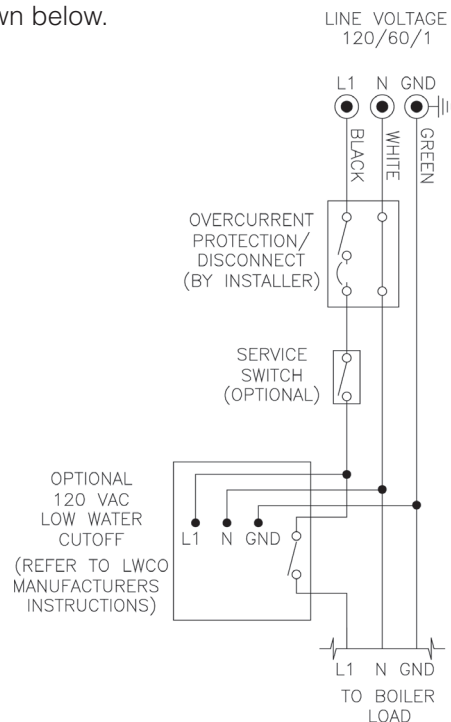 wn below.
LINE VOLTAGE
120/60/1
L1 N GND
BLACK
WHITE
GREEN
OVERCURRENT
PROTECTION/
DISCONNECT
(BY INSTALLER)
SERVICE
SWITCH
(OPTIONAL)
OPTIONAL
120 VAC
LOW WATER
CUTOFF
(REFER TO LWCO
MANUFACTURERS
INSTRUCTIONS)
L1 N GND
L1 N GND
TO BOILER
LOAD